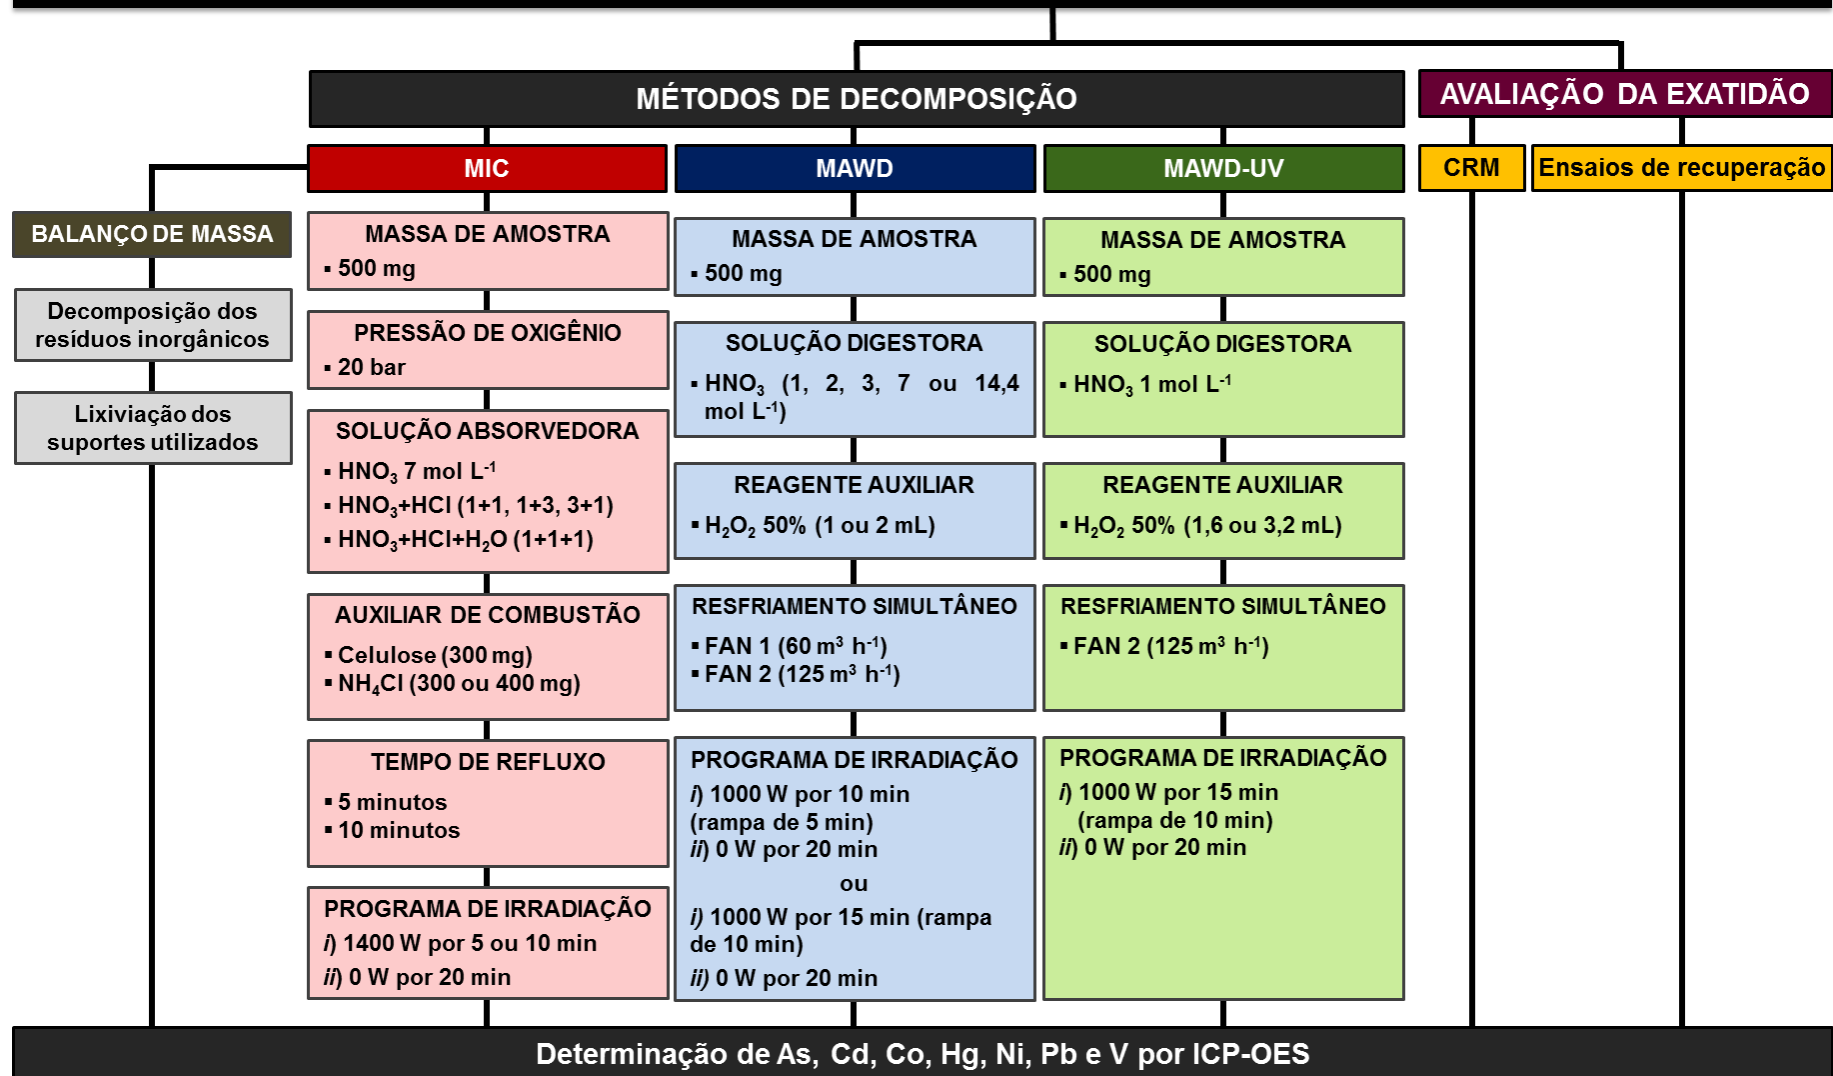 MÉTODOS DE DECOMPOSIÇÃO
AVALIAÇÃO DA EXATIDÃO
MIC
MAWD
MAWD-UV
CRM
Ensaios de recuperação
BALANÇO DE MASSA
Decomposição dos
resíduos inorgânicos
Lixiviação dos
suportes utilizados
MASSA DE AMOSTRA
▪ 500 mg
PRESSÃO DE OXIGÊNIO
▪ 20 bar
SOLUÇÃO ABSORVEDORA
▪ HNO₃ 7 mol L⁻¹
▪ HNO₃+HCl (1+1, 1+3, 3+1)
▪ HNO₃+HCl+H₂O (1+1+1)
AUXILIAR DE COMBUSTÃO
▪ Celulose (300 mg)
▪ NH₄Cl (300 ou 400 mg)
TEMPO DE REFLUXO
▪ 5 minutos
▪ 10 minutos
PROGRAMA DE IRRADIAÇÃO
i) 1400 W por 5 ou 10 min
ii) 0 W por 20 min
MASSA DE AMOSTRA
▪ 500 mg
SOLUÇÃO DIGESTORA
▪ HNO₃ (1, 2, 3, 7 ou 14,4
mol L⁻¹)
REAGENTE AUXILIAR
▪ H₂O₂ 50% (1 ou 2 mL)
RESFRIAMENTO SIMULTÂNEO
▪ FAN 1 (60 m³ h⁻¹)
▪ FAN 2 (125 m³ h⁻¹)
PROGRAMA DE IRRADIAÇÃO
i) 1000 W por 10 min
(rampa de 5 min)
ii) 0 W por 20 min
ou
i) 1000 W por 15 min (rampa
de 10 min)
ii) 0 W por 20 min
MASSA DE AMOSTRA
▪ 500 mg
SOLUÇÃO DIGESTORA
▪ HNO₃ 1 mol L⁻¹
REAGENTE AUXILIAR
▪ H₂O₂ 50% (1,6 ou 3,2 mL)
RESFRIAMENTO SIMULTÂNEO
▪ FAN 2 (125 m³ h⁻¹)
PROGRAMA DE IRRADIAÇÃO
i) 1000 W por 15 min
(rampa de 10 min)
ii) 0 W por 20 min
Determinação de As, Cd, Co, Hg, Ni, Pb e V por ICP-OES